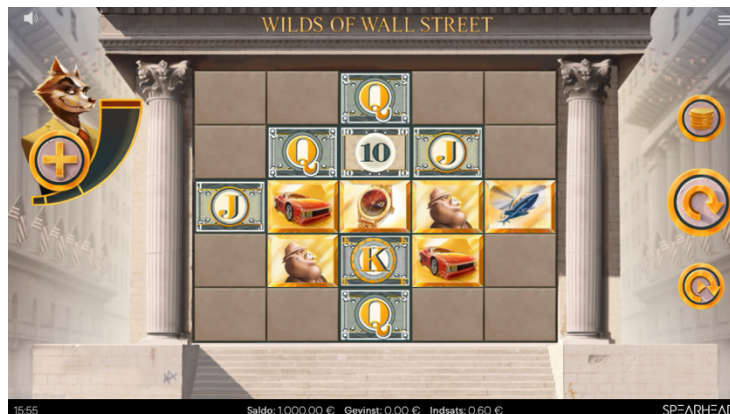 WILDS OF WALL STREET
Q
Q 10 J
J
K
Q
15:55 Saldo: 1.000,00 € Gevinst: 0,00 € Indsats: 0,60 € SPEARHEAD